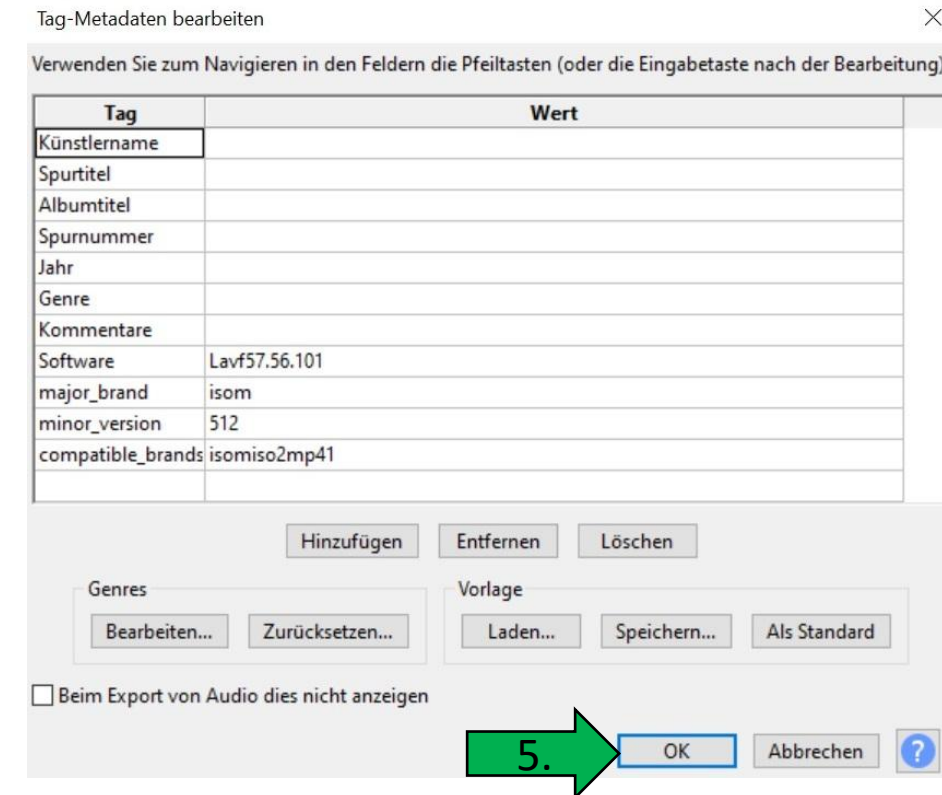 Tag-Metadaten bearbeiten
Verwenden Sie zum Navigieren in den Feldern die Pfeiltasten (oder die Eingabetaste nach der Bearbeitung)
Tag Wert
Künstlername
Spurtitel
Albumtitel
Spurnummer
Jahr
Genre
Kommentare
Software Lavf57.56.101
major_brand isom
minor_version 512
compatible_brands isomiso2mp41
Hinzufügen Entfernen Löschen
Genres Vorlage
Bearbeiten... Zurücksetzen... Laden... Speichern... Als Standard
Beim Export von Audio dies nicht anzeigen
5. OK Abbrechen ?